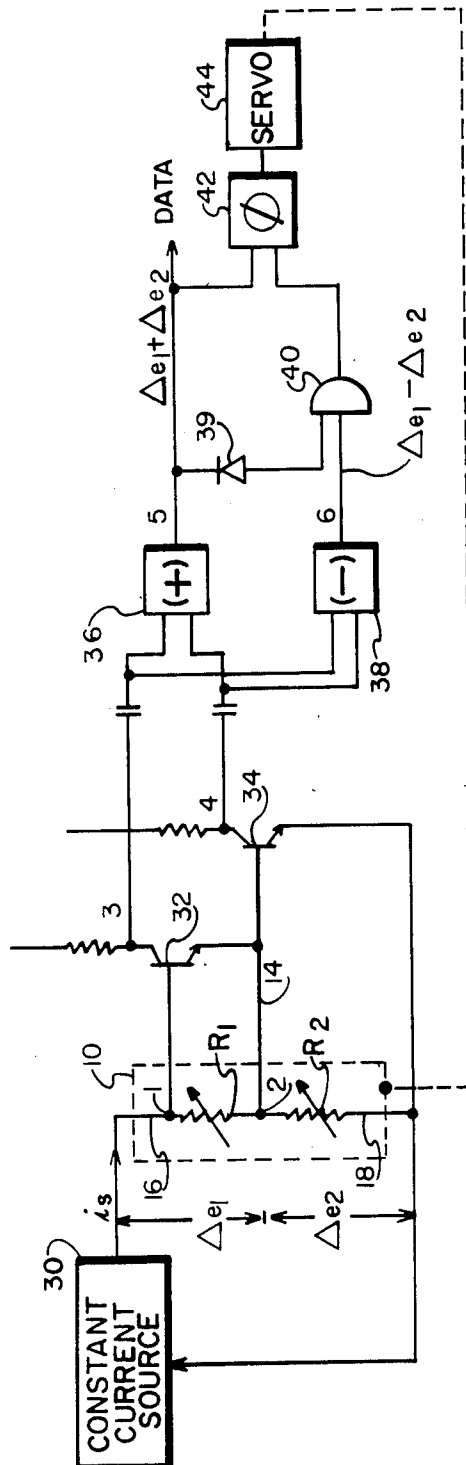 30
CONSTANT
CURRENT
SOURCE
is
10
16
1
R1
14
2
R2
18
Δe1
Δe2
3
32
4
34
36
(+)
5
Δe1+Δe2
DATA
39
38
(−)
6
Δe1−Δe2
40
42
Ø
44
SERVO